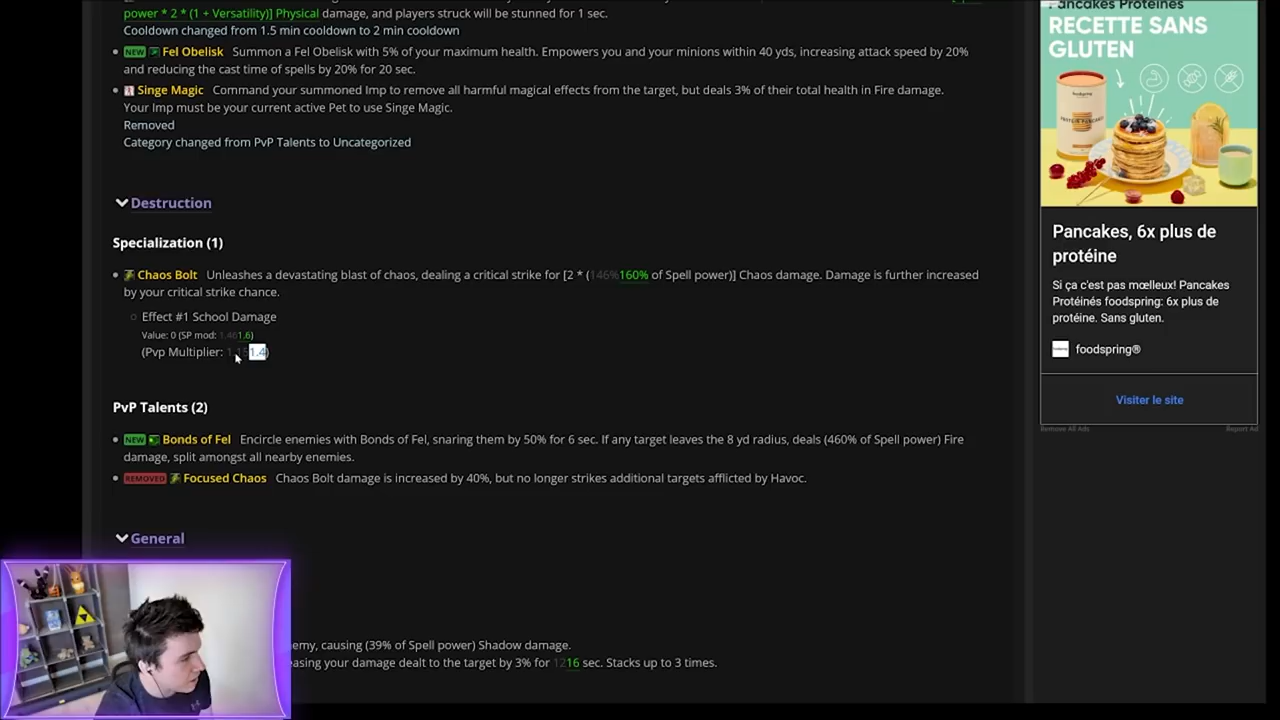 power * 2 * (1 + Versatility)] Physical damage, and players struck will be stunned for 1 sec.
Cooldown changed from 1.5 min cooldown to 2 min cooldown
NEW Fel Obelisk Summon a Fel Obelisk with 5% of your maximum health. Empowers you and your minions within 40 yds, increasing attack speed by 20%
and reducing the cast time of spells by 20% for 20 sec.
Singe Magic Command your summoned Imp to remove all harmful magical effects from the target, but deals 3% of their total health in Fire damage.
Your Imp must be your current active Pet to use Singe Magic.
Removed
Category changed from PvP Talents to Uncategorized
Destruction
Specialization (1)
Chaos Bolt Unleashes a devastating blast of chaos, dealing a critical strike for [2 * (146%160% of Spell power)] Chaos damage. Damage is further increased
by your critical strike chance.
Effect #1 School Damage
Value: 0 (SP mod: 1.461.6)
(Pvp Multiplier: 1.4)
PvP Talents (2)
NEW Bonds of Fel Encircle enemies with Bonds of Fel, snaring them by 50% for 6 sec. If any target leaves the 8 yd radius, deals (460% of Spell power) Fire
damage, split amongst all nearby enemies.
REMOVED Focused Chaos Chaos Bolt damage is increased by 40%, but no longer strikes additional targets afflicted by Havoc.
General
emy, causing (39% of Spell power) Shadow damage.
easing your damage dealt to the target by 3% for 1216 sec. Stacks up to 3 times.
Pancakes Protéinés
RECETTE SANS
GLUTEN
Pancakes, 6x plus de
protéine
Si ça c'est pas mœlleux! Pancakes
Protéinés foodspring: 6x plus de
protéine. Sans gluten.
foodspring®
Visiter le site
Remove All Ads
Report Ad